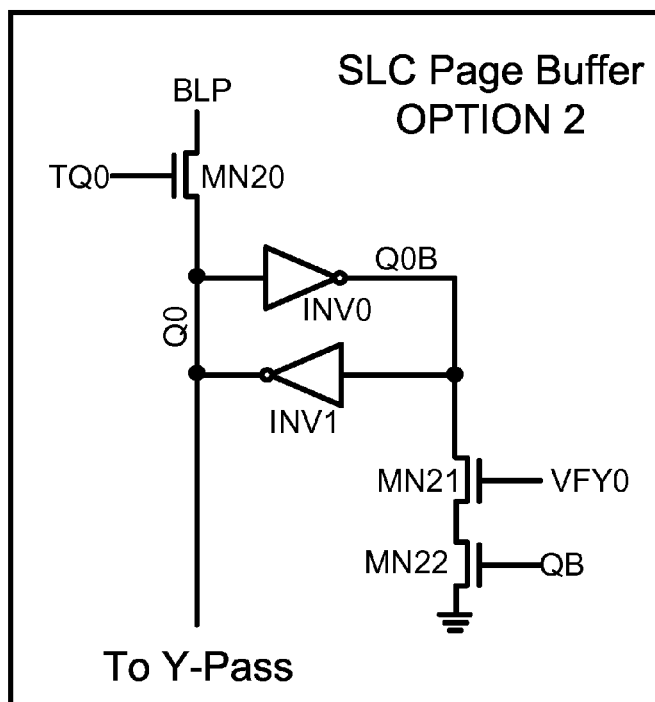 SLC Page Buffer
OPTION 2
BLP
TQ0
MN20
Q0B
INV0
Q0
INV1
MN21
VFY0
MN22
QB
To Y-Pass